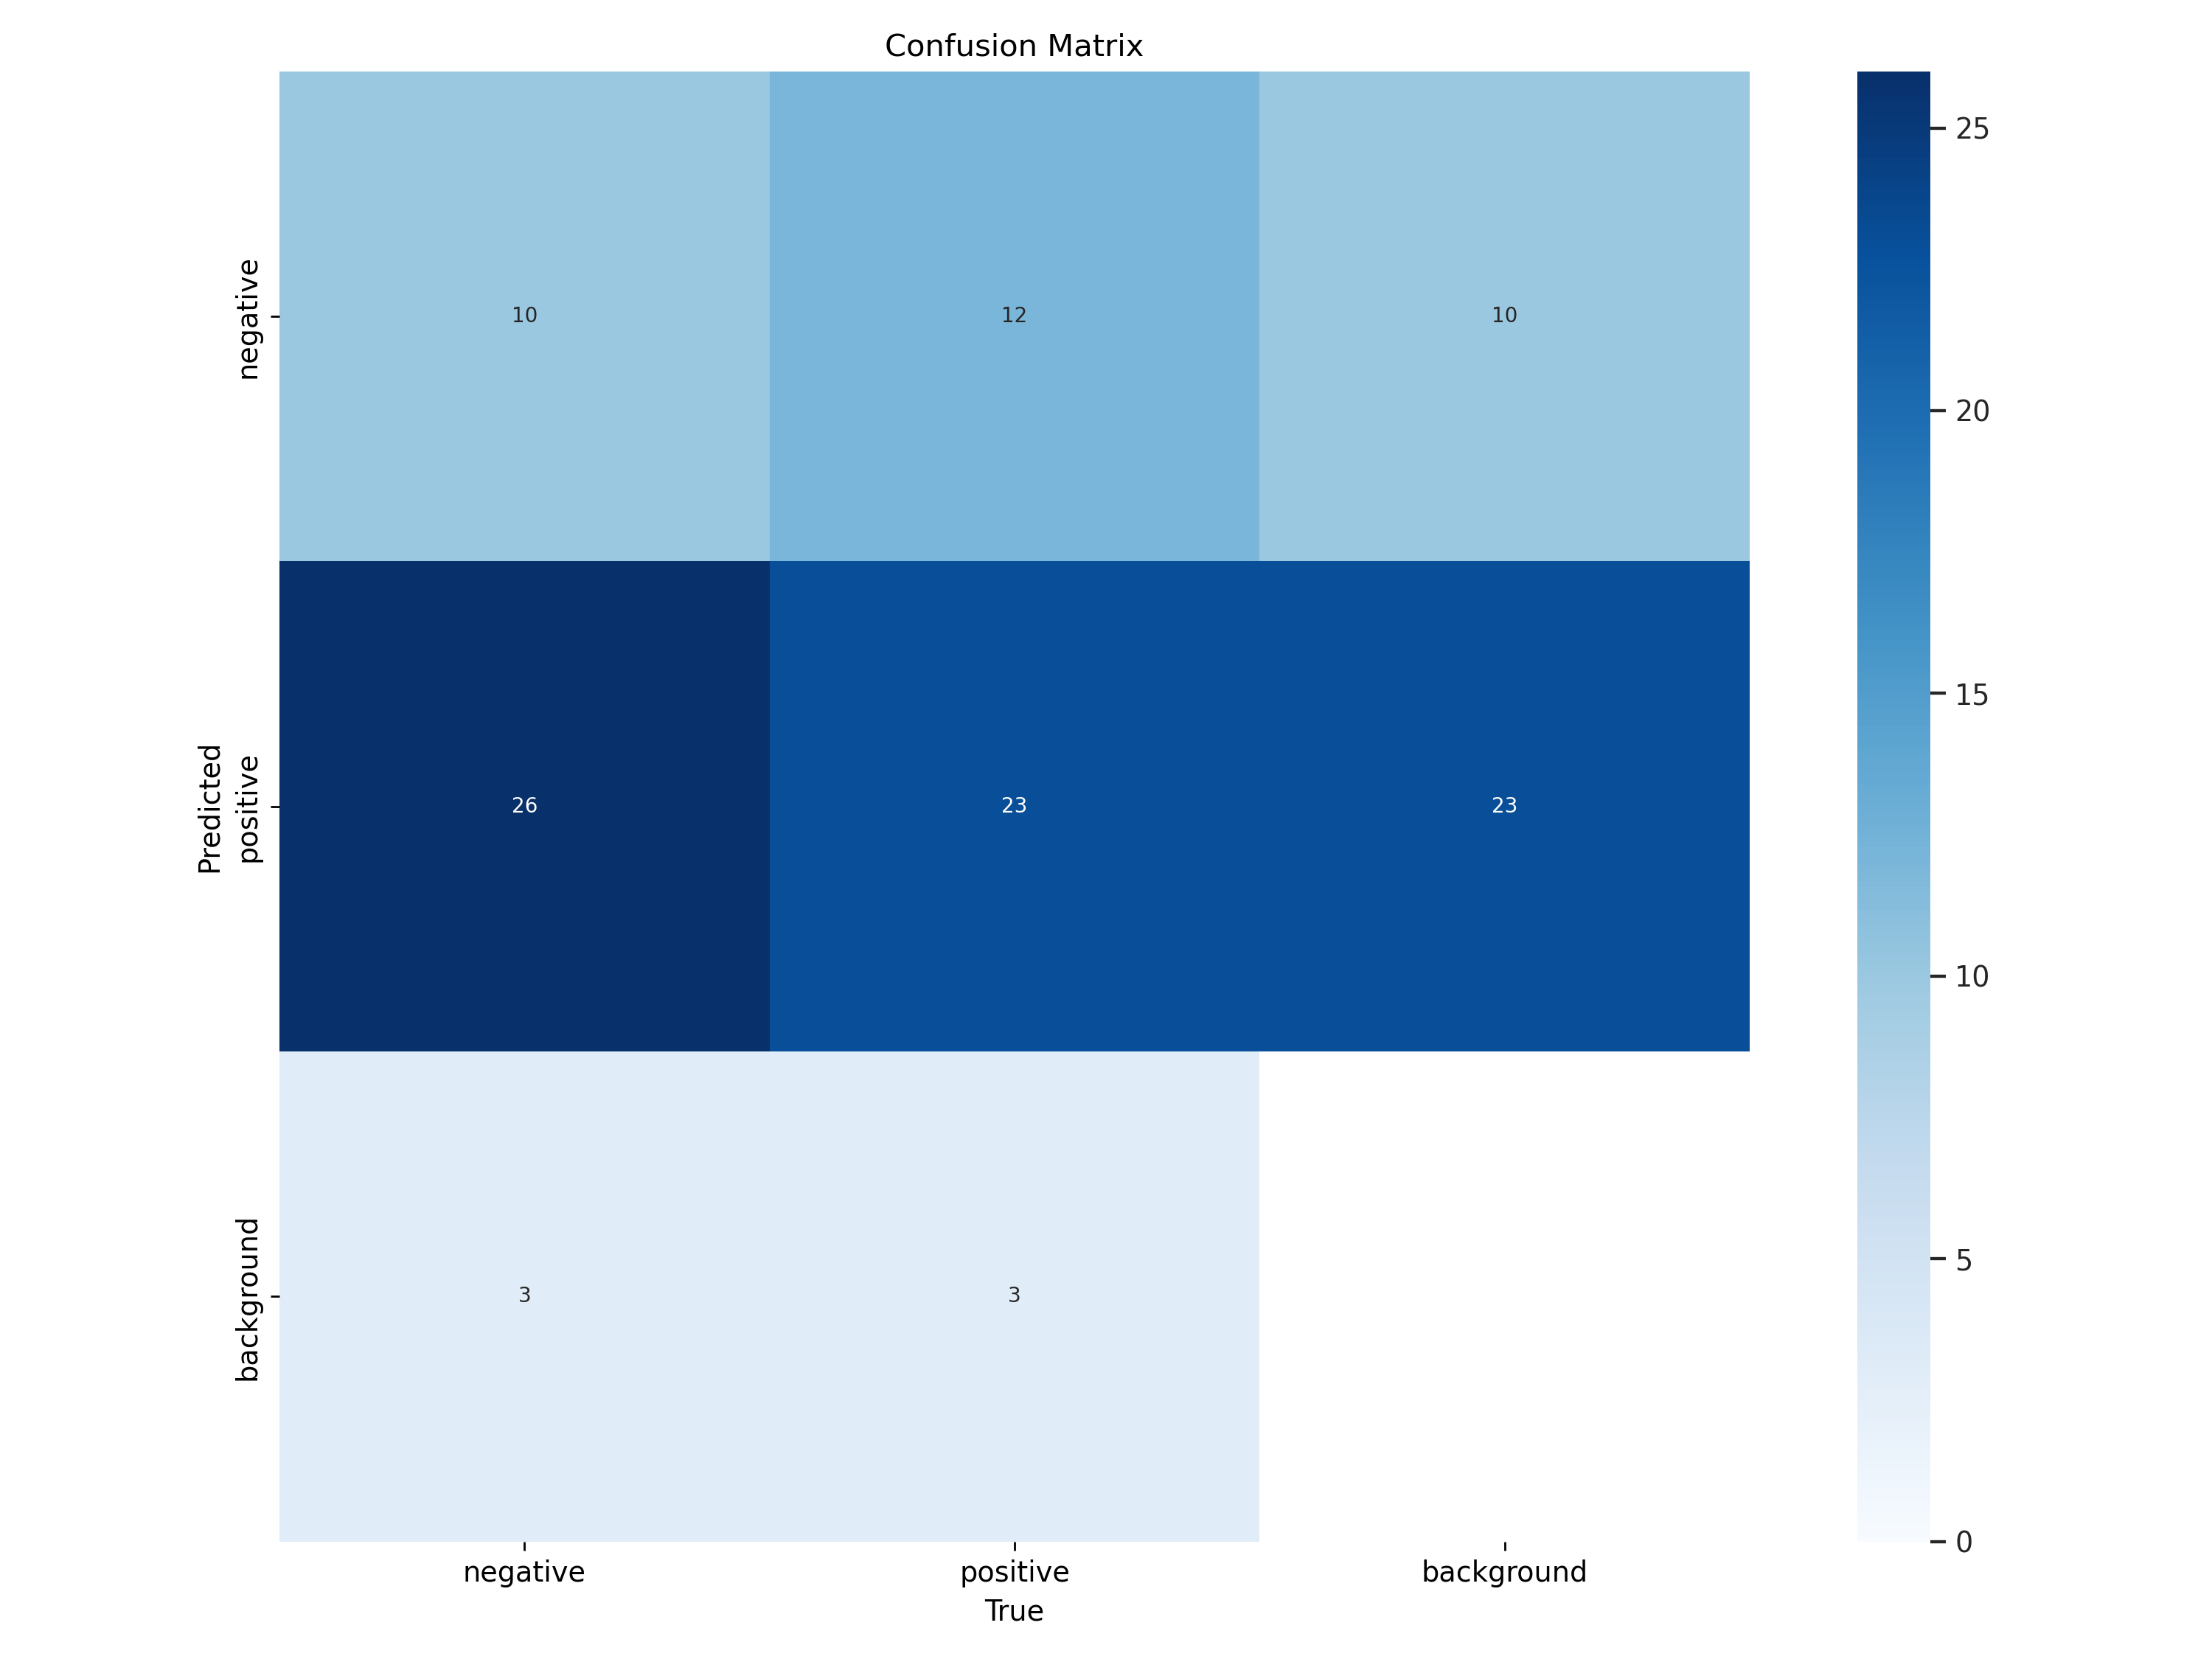 Confusion Matrix
negative
10
12
10
25
20
Predicted
positive
26
23
23
15
10
background
3
3
5
0
negative
positive
background
True